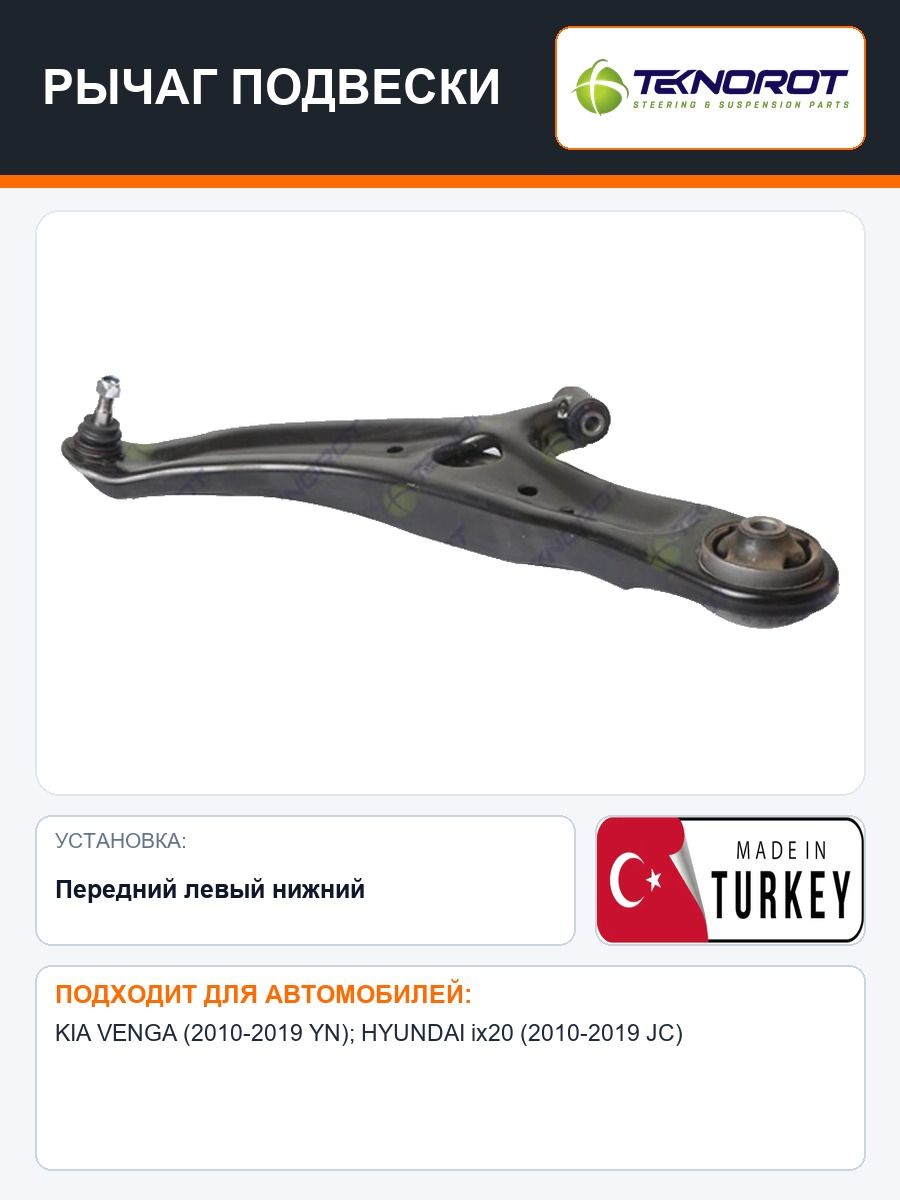 РЫЧАГ ПОДВЕСКИ
TEKNOROT
STEERING & SUSPENSION PARTS
УСТАНОВКА:
Передний левый нижний
MADE IN
TURKEY
ПОДХОДИТ ДЛЯ АВТОМОБИЛЕЙ:
KIA VENGA (2010-2019 YN); HYUNDAI ix20 (2010-2019 JC)